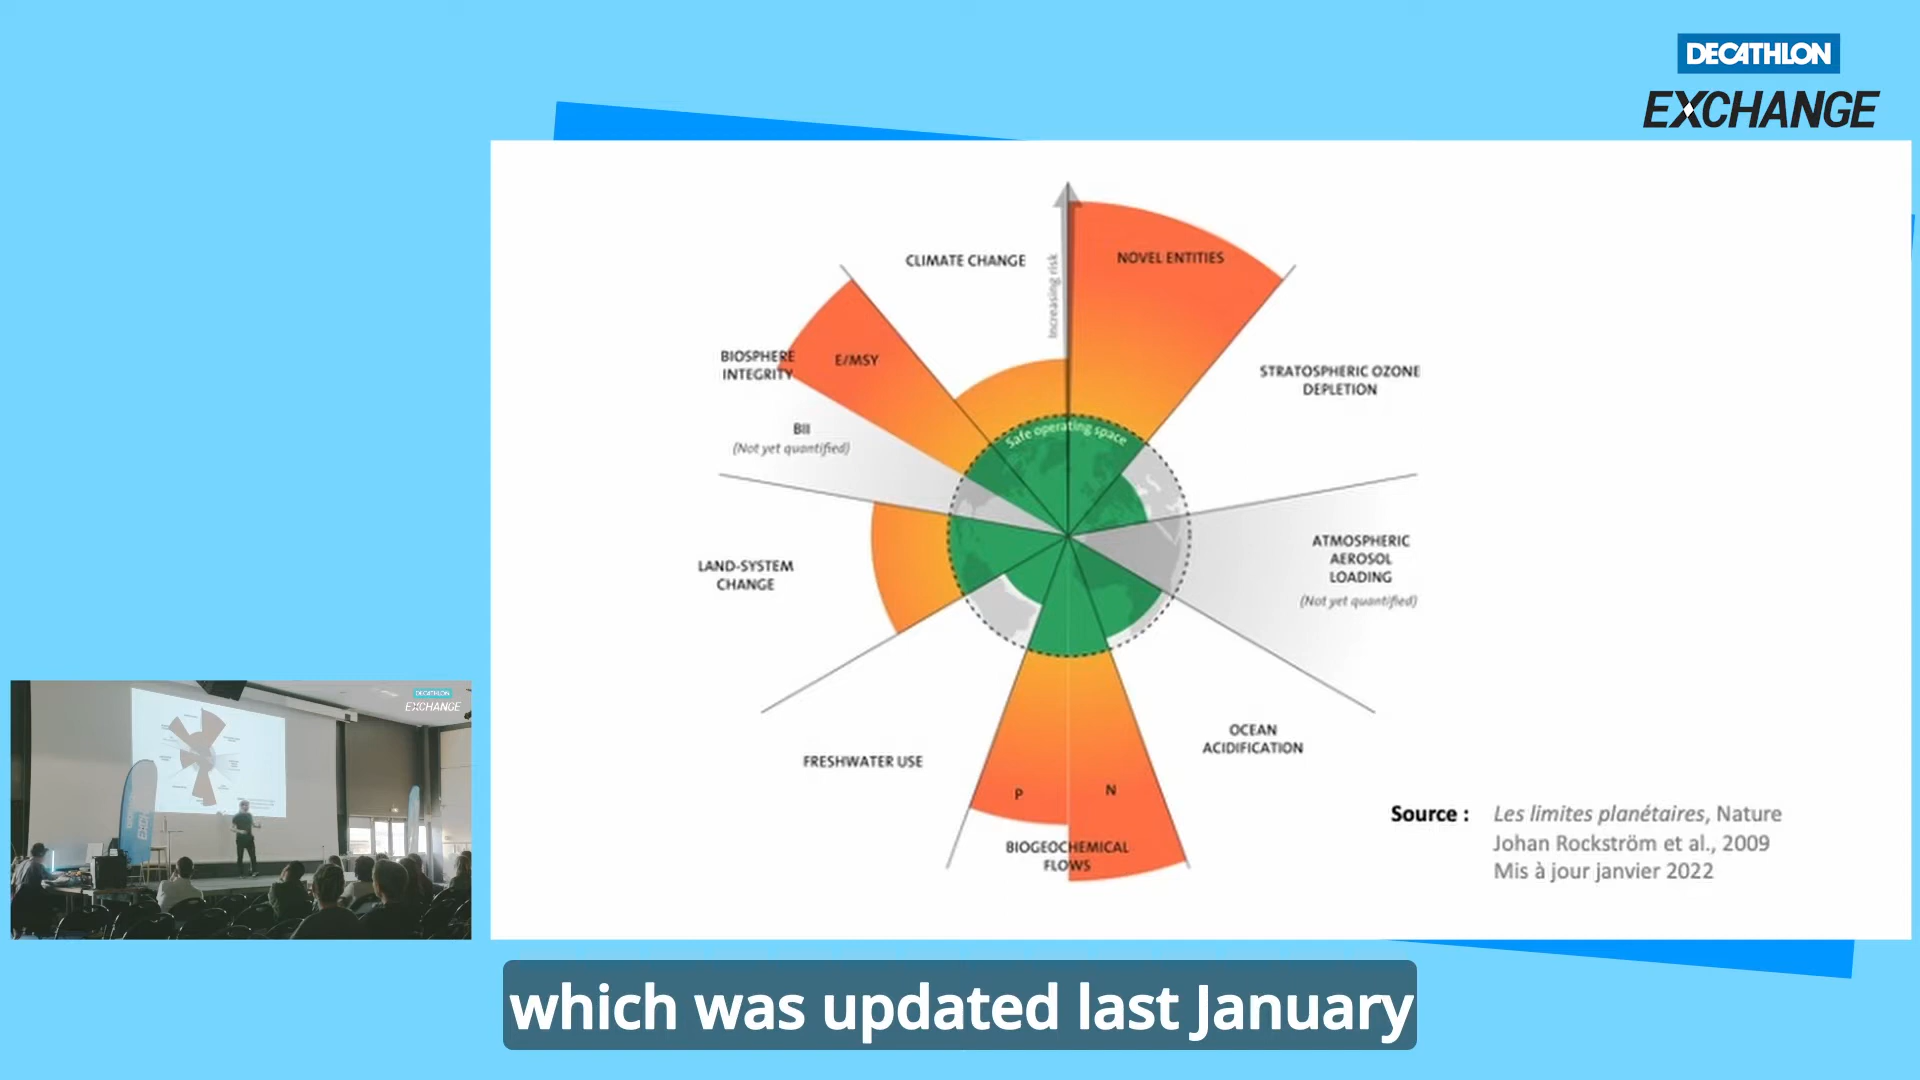 DECATHLON
EXCHANGE
CLIMATE CHANGE
Increasing risk
NOVEL ENTITIES
BIOSPHERE
INTEGRITY
E/MSY
BII
(Not yet quantified)
Safe operating space
STRATOSPHERIC OZONE
DEPLETION
LAND-SYSTEM
CHANGE
ATMOSPHERIC
AEROSOL
LOADING
(Not yet quantified)
FRESHWATER USE
P
N
BIOGEOCHEMICAL
FLOWS
OCEAN
ACIDIFICATION
Source : Les limites planétaires, Nature
Johan Rockström et al., 2009
Mis à jour janvier 2022
DECATHLON
EXCHANGE
which was updated last January